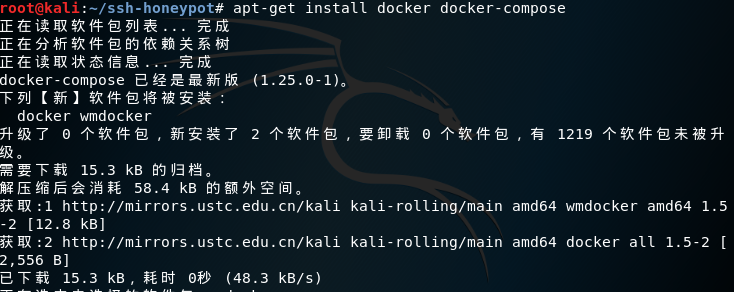 root@kali:~/ssh-honeypot# apt-get install docker docker-compose
正在读取软件包列表... 完成
正在分析软件包的依赖关系树
正在读取状态信息... 完成
docker-compose 已经是最新版 (1.25.0-1)。
下列【新】软件包将被安装：
  docker wmdocker
升级了 0 个软件包，新安装了 2 个软件包，要卸载 0 个软件包，有 1219 个软件包未被升
级。
需要下载 15.3 kB 的归档。
解压缩后会消耗 58.4 kB 的额外空间。
获取:1 http://mirrors.ustc.edu.cn/kali kali-rolling/main amd64 wmdocker amd64 1.5
-2 [12.8 kB]
获取:2 http://mirrors.ustc.edu.cn/kali kali-rolling/main amd64 docker all 1.5-2 [
2,556 B]
已下载 15.3 kB，耗时 0秒 (48.3 kB/s)